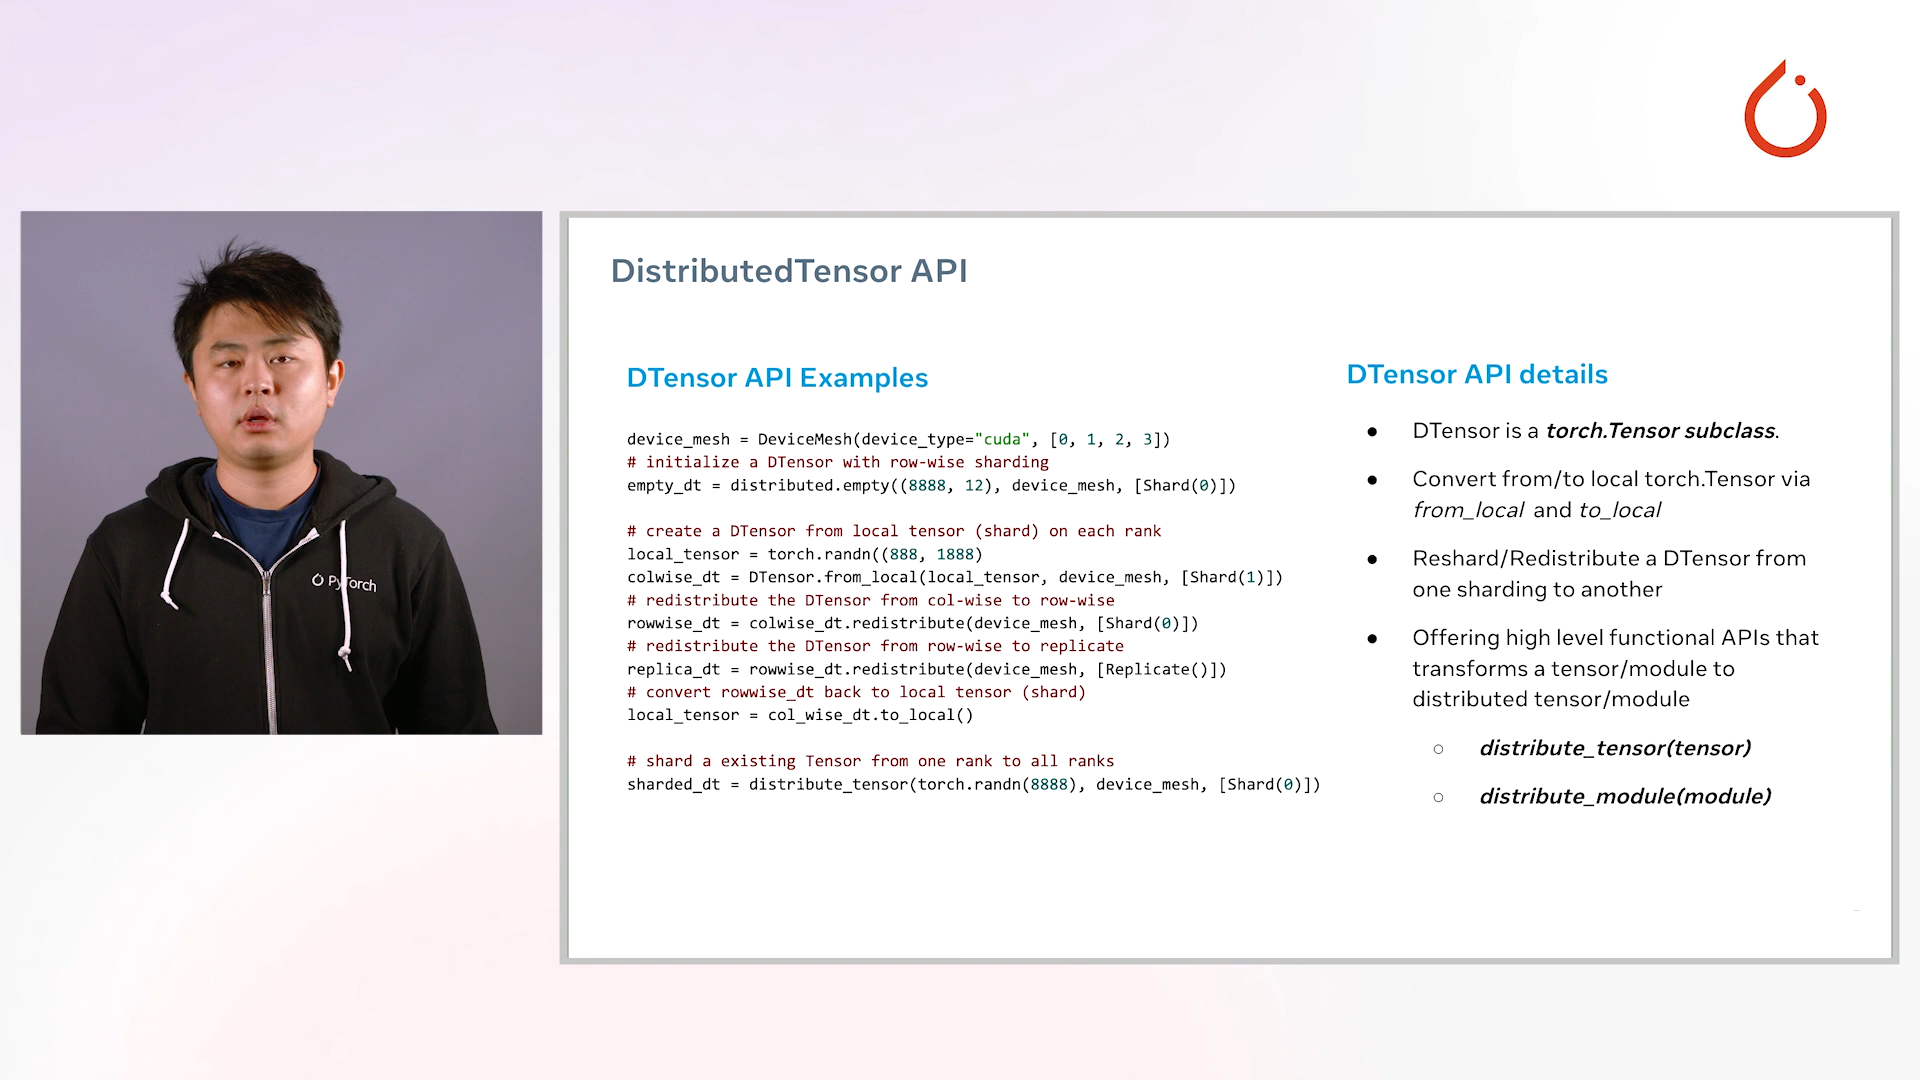 PyTorch
DistributedTensor API
DTensor API Examples
device_mesh = DeviceMesh(device_type="cuda", [0, 1, 2, 3])
# initialize a DTensor with row-wise sharding
empty_dt = distributed.empty((8888, 12), device_mesh, [Shard(0)])
# create a DTensor from local tensor (shard) on each rank
local_tensor = torch.randn((888, 1888)
colwise_dt = DTensor.from_local(local_tensor, device_mesh, [Shard(1)])
# redistribute the DTensor from col-wise to row-wise
rowwise_dt = colwise_dt.redistribute(device_mesh, [Shard(0)])
# redistribute the DTensor from row-wise to replicate
replica_dt = rowwise_dt.redistribute(device_mesh, [Replicate()])
# convert rowwise_dt back to local tensor (shard)
local_tensor = col_wise_dt.to_local()
# shard a existing Tensor from one rank to all ranks
sharded_dt = distribute_tensor(torch.randn(8888), device_mesh, [Shard(0)])
DTensor API details
● DTensor is a torch.Tensor subclass.
● Convert from/to local torch.Tensor via
from_local and to_local
● Reshard/Redistribute a DTensor from
one sharding to another
● Offering high level functional APIs that
transforms a tensor/module to
distributed tensor/module
○ distribute_tensor(tensor)
○ distribute_module(module)